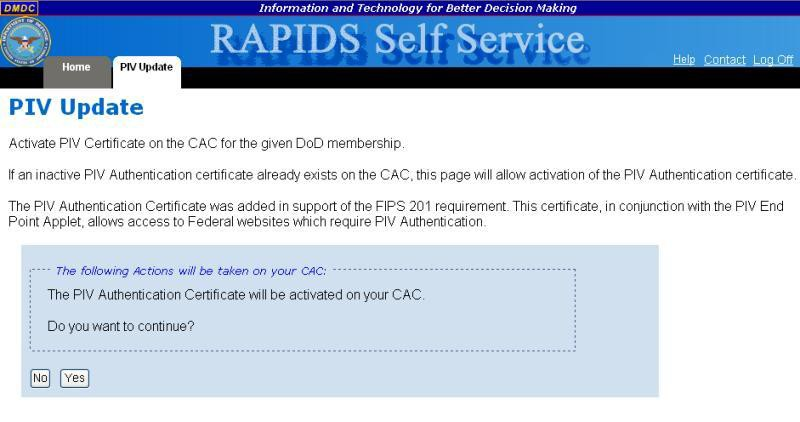 DMDC
Information and Technology for Better Decision Making
RAPIDS Self Service
Help Contact Log Off
Home PIV Update
PIV Update
Activate PIV Certificate on the CAC for the given DoD membership.
If an inactive PIV Authentication certificate already exists on the CAC, this page will allow activation of the PIV Authentication certificate.
The PIV Authentication Certificate was added in support of the FIPS 201 requirement. This certificate, in conjunction with the PIV End
Point Applet, allows access to Federal websites which require PIV Authentication.
The following Actions will be taken on your CAC:
The PIV Authentication Certificate will be activated on your CAC.
Do you want to continue?
No Yes